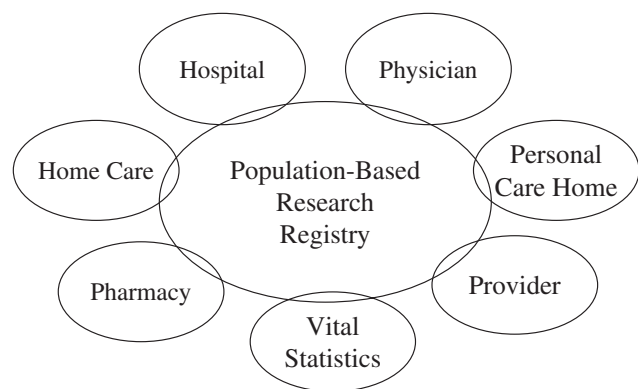 Hospital
Physician
Home Care
Population-Based
Research
Registry
Personal
Care Home
Pharmacy
Provider
Vital
Statistics